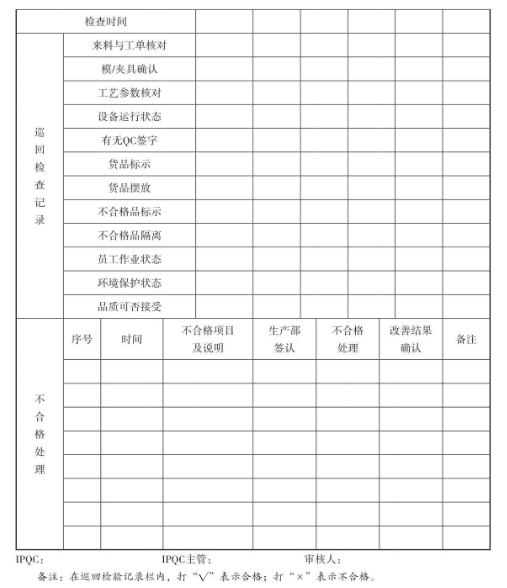 检查时间
巡回检查记录
来料与工单核对
模/夹具确认
工艺参数核对
设备运行状态
有无QC签字
货品标示
货品摆放
不合格品标示
不合格品隔离
员工作业状态
环境保护状态
品质可否接受
不合格处理
序号 时间 不合格项目及说明 生产部签认 不合格处理 改善结果确认 备注
IPQC： IPQC主管： 审核人：
备注：在巡回检验记录栏内，打“√”表示合格；打“×”表示不合格。